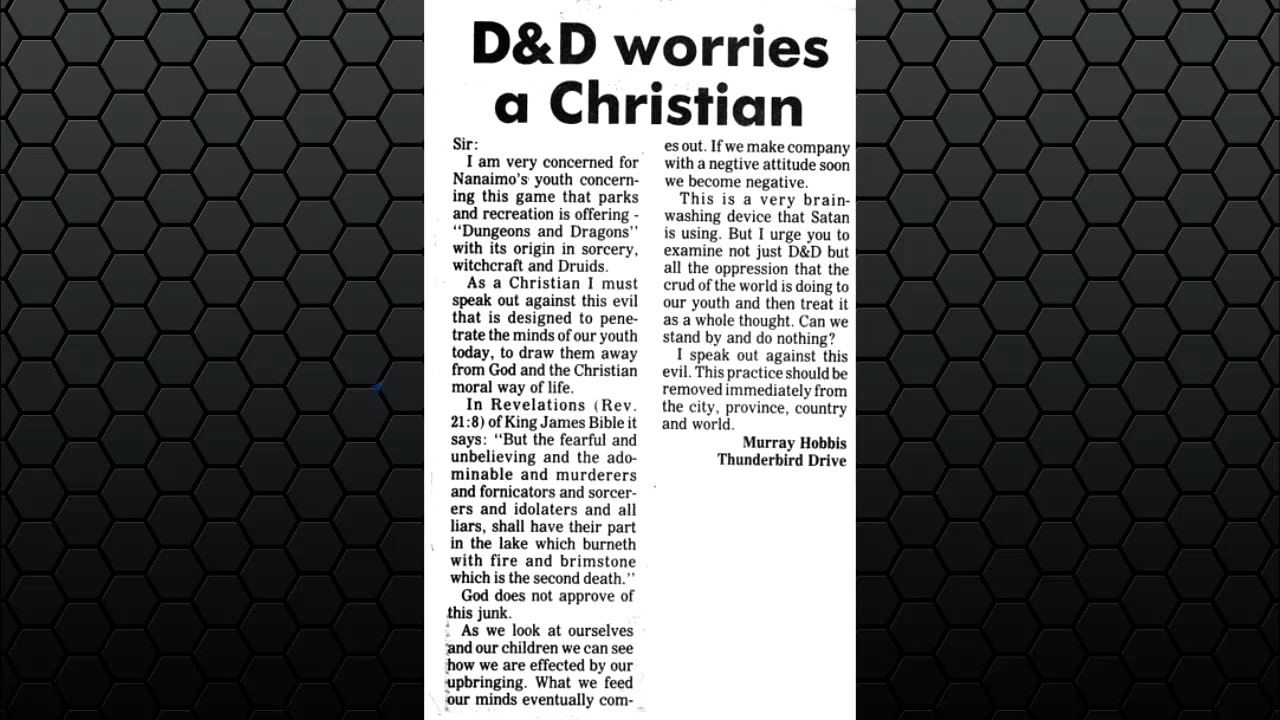 D&D worries
a Christian
Sir:
I am very concerned for
Nanaimo's youth concern-
ing this game that parks
and recreation is offering -
"Dungeons and Dragons"
with its origin in sorcery,
witchcraft and Druids.
As a Christian I must
speak out against this evil
that is designed to pene-
trate the minds of our youth
today, to draw them away
from God and the Christian
moral way of life.
In Revelations (Rev.
21:8) of King James Bible it
says: "But the fearful and
unbelieving and the abo-
minable and murderers
and fornicators and sorcer-
ers and idolaters and all
liars, shall have their part
in the lake which burneth
with fire and brimstone
which is the second death."
God does not approve of
this junk.
As we look at ourselves
and our children we can see
how we are effected by our
upbringing. What we feed
our minds eventually com-
es out. If we make company
with a negtive attitude soon
we become negative.
This is a very brain-
washing device that Satan
is using. But I urge you to
examine not just D&D but
all the oppression that the
crud of the world is doing to
our youth and then treat it
as a whole thought. Can we
stand by and do nothing?
I speak out against this
evil. This practice should be
removed immediately from
the city, province, country
and world.
Murray Hobbis
Thunderbird Drive